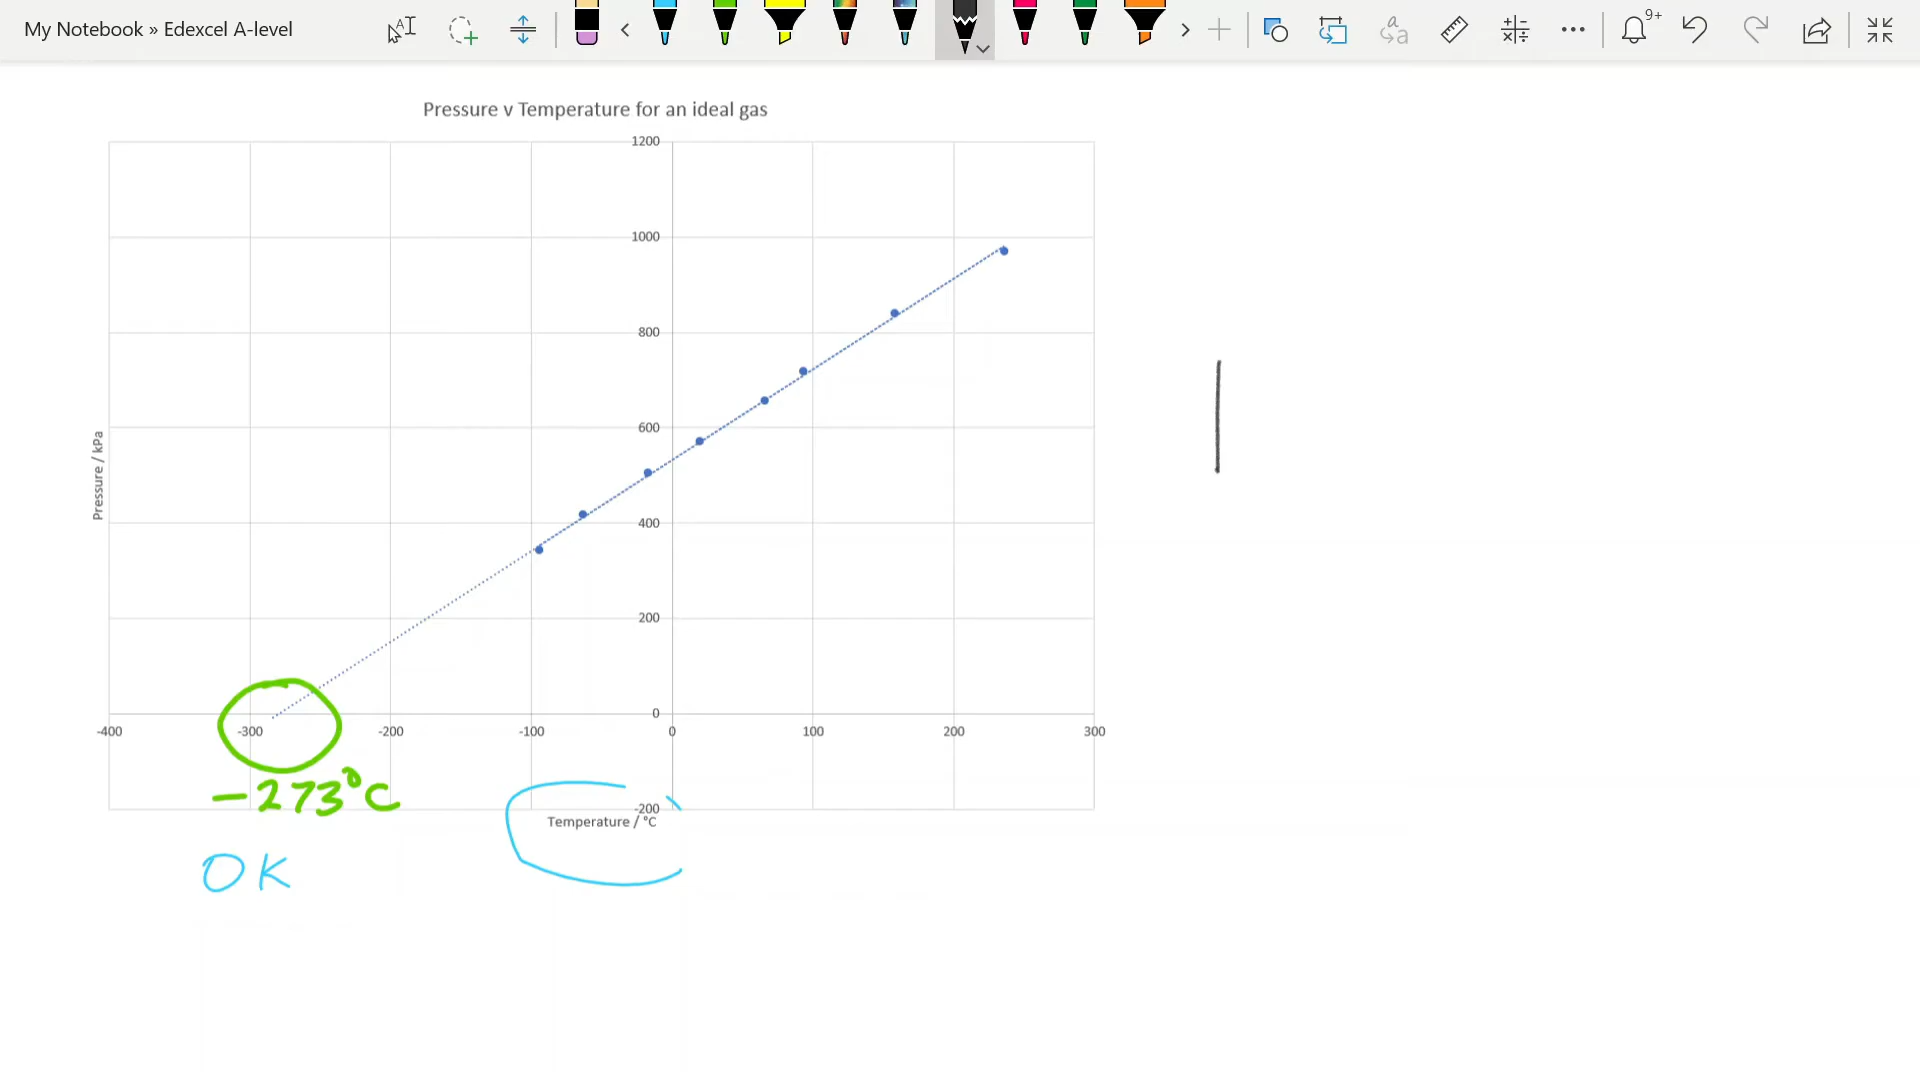 My Notebook » Edexcel A-level
9+
Pressure v Temperature for an ideal gas
1200
1000
800
600
400
200
0
-400 -300 -200 -100 0 100 200 300
-200
Pressure / kPa
Temperature / °C
-273°C
0K